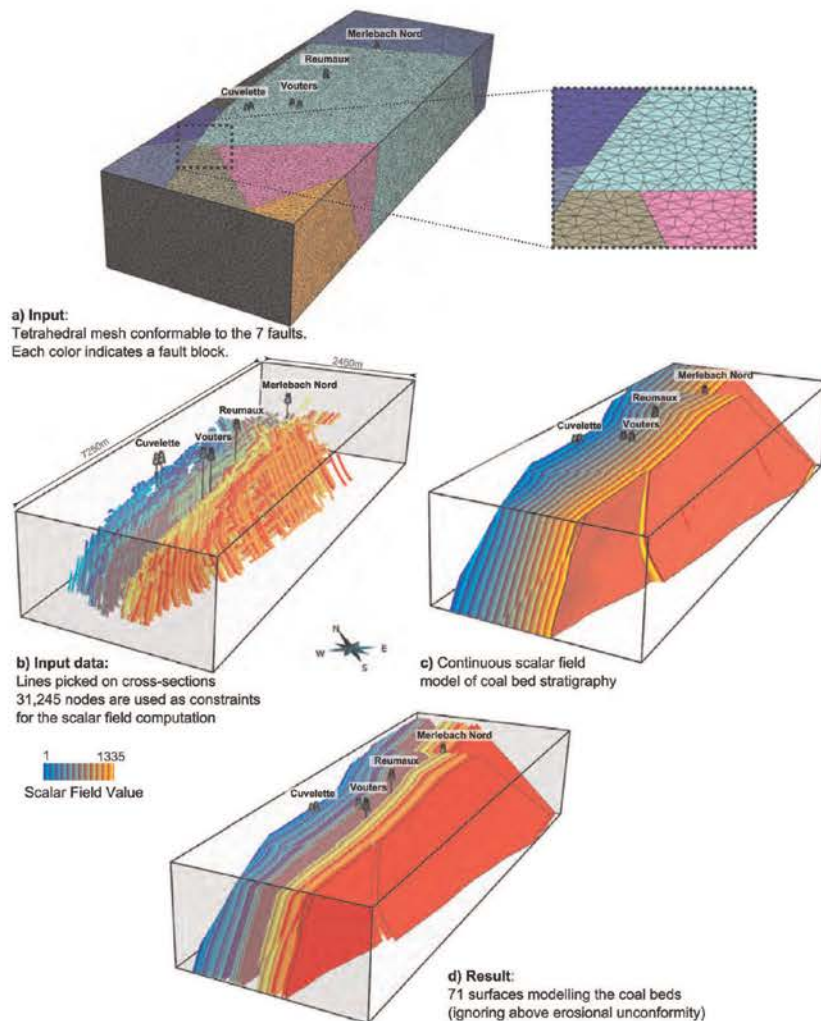 Merlebach Nord
Reumaux
Vouters
Cuvelette
a) Input:
Tetrahedral mesh conformable to the 7 faults.
Each color indicates a fault block.
2450m
Merlebach Nord
Reumaux
Cuvelette
Vouters
7250m
Merlebach Nord
Reumaux
Cuvelette
Vouters
N
W E
S
b) Input data:
Lines picked on cross-sections
31,245 nodes are used as constraints
for the scalar field computation
c) Continuous scalar field
model of coal bed stratigraphy
1 1335
Scalar Field Value
Merlebach Nord
Reumaux
Vouters
Cuvelette
d) Result:
71 surfaces modelling the coal beds
(ignoring above erosional unconformity)